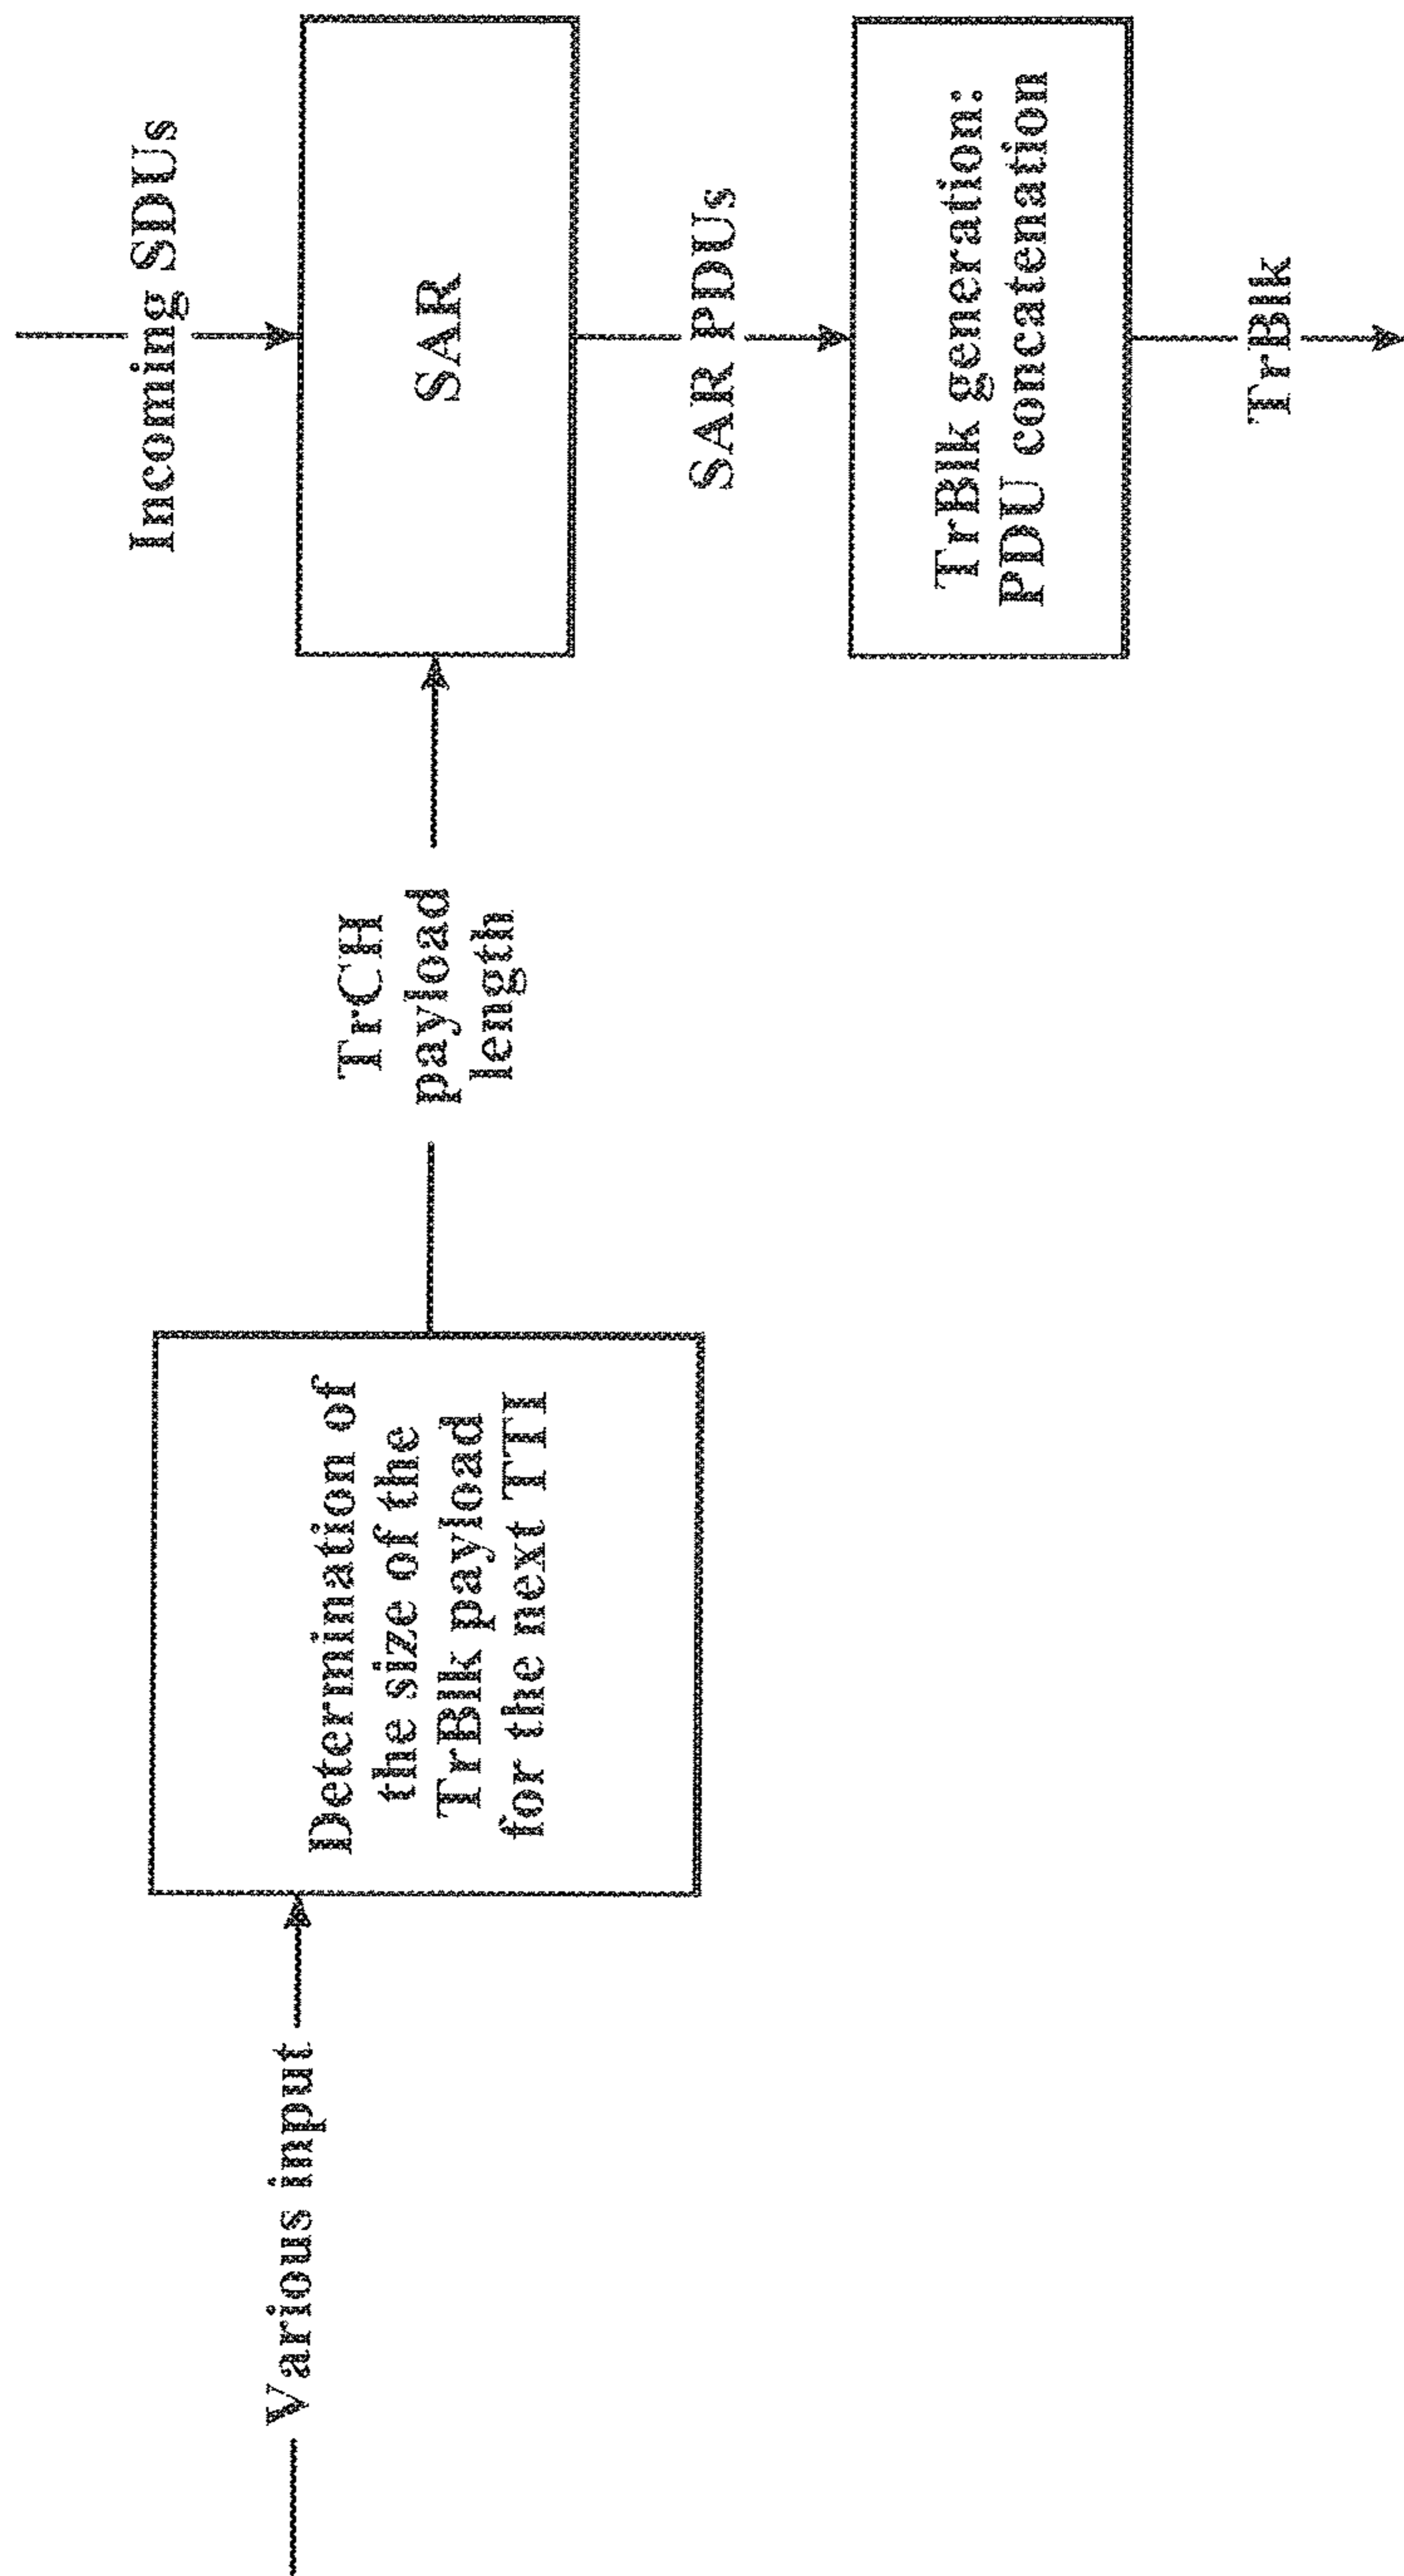 Various input
Determination of
the size of the
TrBlk payload
for the next TTI
TrCH
payload
length
Incoming SDUs
SAR
SAR PDUs
TrBlk generation:
PDU concatenation
TrBlk